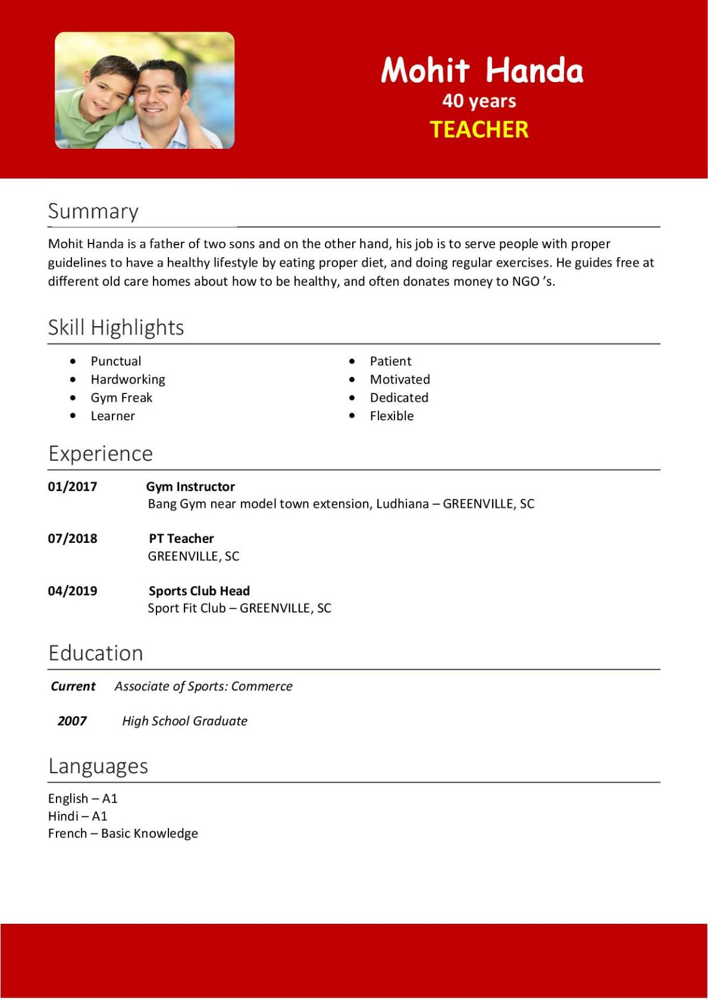 Mohit Handa
40 years
TEACHER
Summary
Mohit Handa is a father of two sons and on the other hand, his job is to serve people with proper
guidelines to have a healthy lifestyle by eating proper diet, and doing regular exercises. He guides free at
different old care homes about how to be healthy, and often donates money to NGO ’s.
Skill Highlights
• Punctual
• Hardworking
• Gym Freak
• Learner
• Patient
• Motivated
• Dedicated
• Flexible
Experience
01/2017 Gym Instructor
Bang Gym near model town extension, Ludhiana – GREENVILLE, SC
07/2018 PT Teacher
GREENVILLE, SC
04/2019 Sports Club Head
Sport Fit Club – GREENVILLE, SC
Education
Current Associate of Sports: Commerce
2007 High School Graduate
Languages
English – A1
Hindi – A1
French – Basic Knowledge